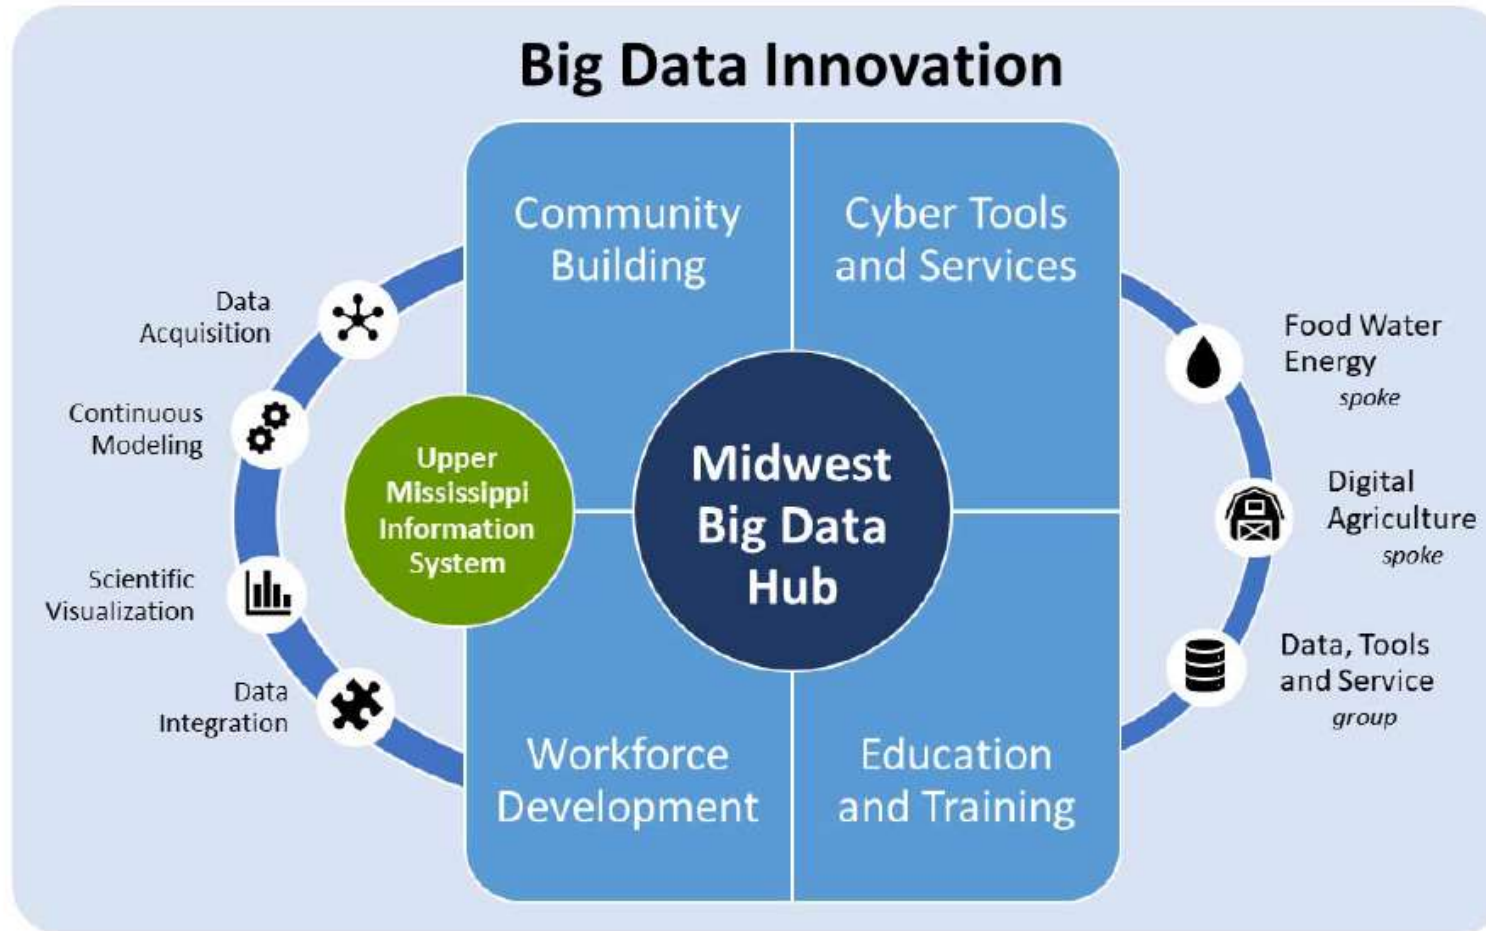 Big Data Innovation
Community
Building
Cyber Tools
and Services
Data
Acquisition
Continuous
Modeling
Scientific
Visualization
Data
Integration
Upper
Mississippi
Information
System
Midwest
Big Data
Hub
Food Water
Energy
spoke
Digital
Agriculture
spoke
Data, Tools
and Service
group
Workforce
Development
Education
and Training